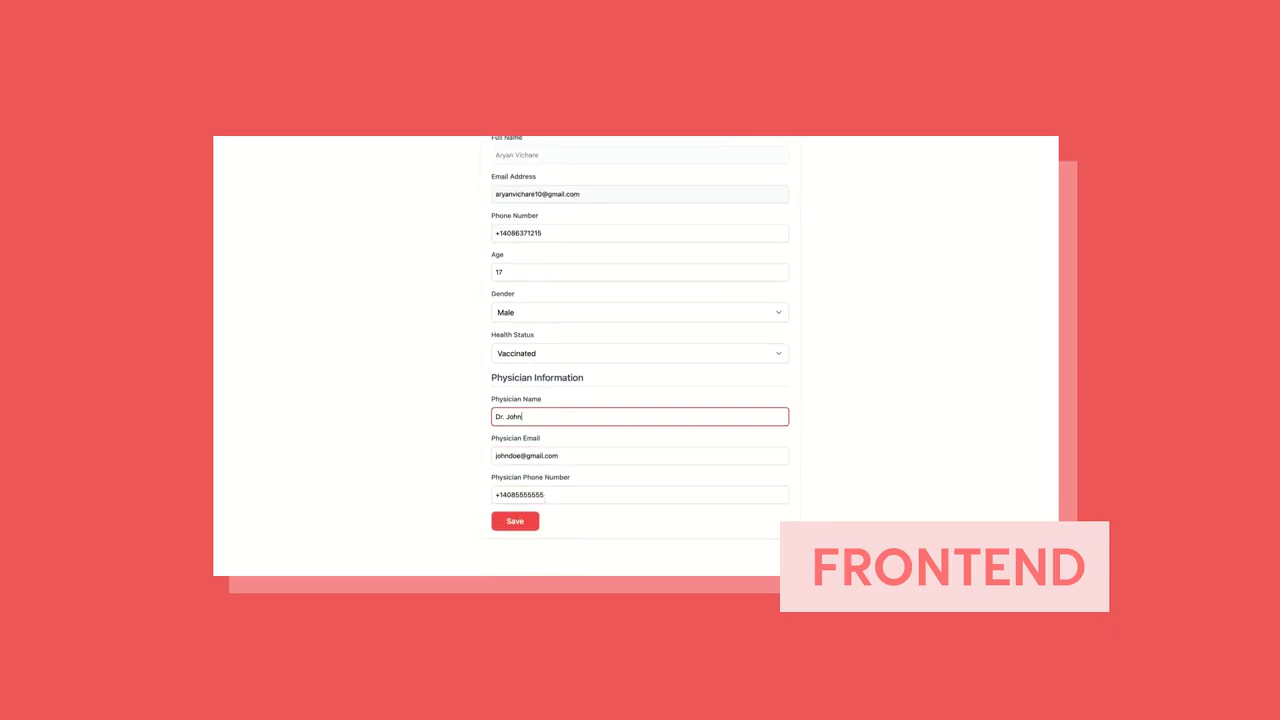 Full Name
Aryan Vichare
Email Address
aryanvichare10@gmail.com
Phone Number
+14086371215
Age
17
Gender
Male
Health Status
Vaccinated
Physician Information
Physician Name
Dr. John
Physician Email
johndoe@gmail.com
Physician Phone Number
+14085555555
Save
FRONTEND